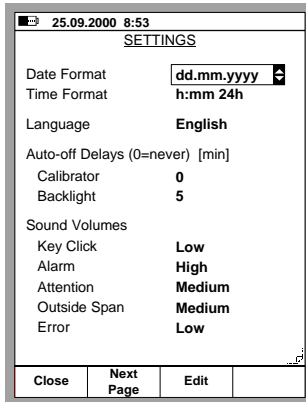 25.09.2000 8:53
SETTINGS
Date Format dd.mm.yyyy
Time Format h:mm 24h
Language English
Auto-off Delays (0=never) [min]
Calibrator 0
Backlight 5
Sound Volumes
Key Click Low
Alarm High
Attention Medium
Outside Span Medium
Error Low
Close Next Page Edit